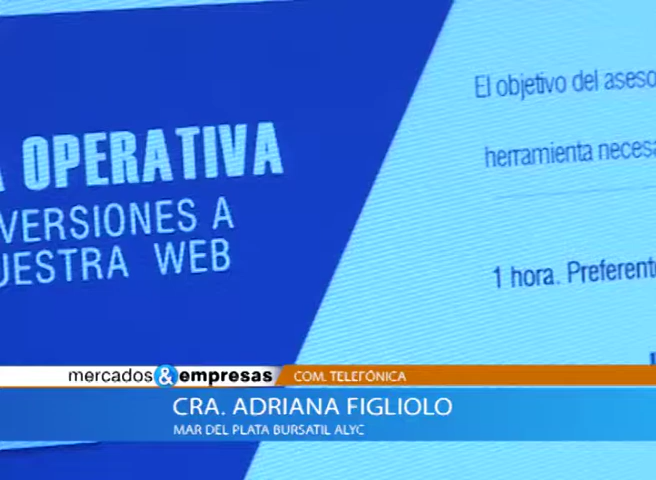 A OPERATIVA
VERSIONES A
UESTRA WEB
El objetivo del aseso
herramienta necesa
1 hora. Preferent
mercados&empresas
COM. TELEFÓNICA
CRA. ADRIANA FIGLIOLO
MAR DEL PLATA BURSATIL ALYC